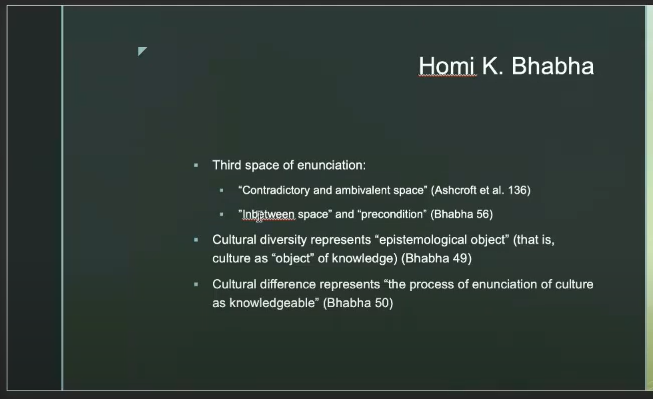 Homi K. Bhabha
Third space of enunciation:
"Contradictory and ambivalent space" (Ashcroft et al. 136)
"Inbetween space" and "precondition" (Bhabha 56)
Cultural diversity represents "epistemological object" (that is,
culture as "object" of knowledge) (Bhabha 49)
Cultural difference represents "the process of enunciation of culture
as knowledgeable" (Bhabha 50)